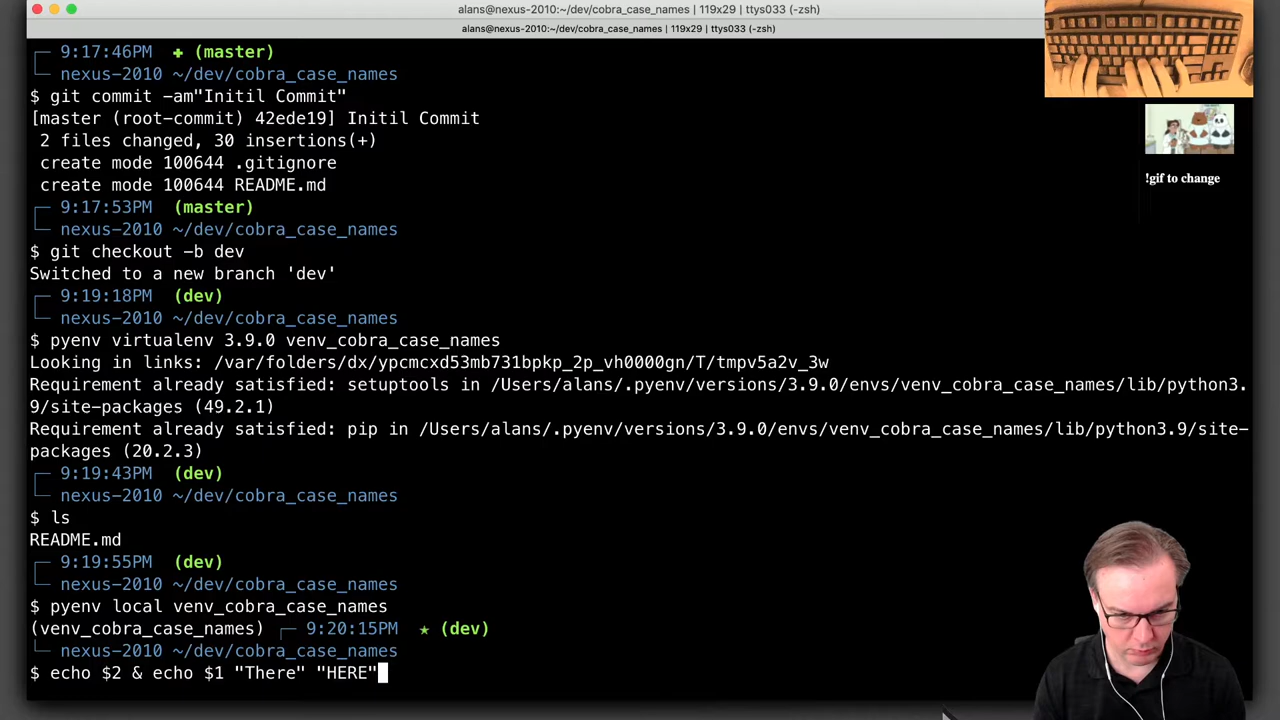 alans@nexus-2010:~/dev/cobra_case_names | 119x29 | ttys033 (-zsh)
alans@nexus-2010:~/dev/cobra_case_names | 119x29 | ttys033 (-zsh)
9:17:46PM ✚ (master)
nexus-2010 ~/dev/cobra_case_names
$ git commit -am"Initil Commit"
[master (root-commit) 42ede19] Initil Commit
2 files changed, 30 insertions(+)
create mode 100644 .gitignore
create mode 100644 README.md
9:17:53PM (master)
nexus-2010 ~/dev/cobra_case_names
$ git checkout -b dev
Switched to a new branch 'dev'
9:19:18PM (dev)
nexus-2010 ~/dev/cobra_case_names
$ pyenv virtualenv 3.9.0 venv_cobra_case_names
Looking in links: /var/folders/dx/ypcmcxd53mb731bpkp_2p_vh0000gn/T/tmpv5a2v_3w
Requirement already satisfied: setuptools in /Users/alans/.pyenv/versions/3.9.0/envs/venv_cobra_case_names/lib/python3.
9/site-packages (49.2.1)
Requirement already satisfied: pip in /Users/alans/.pyenv/versions/3.9.0/envs/venv_cobra_case_names/lib/python3.9/site-
packages (20.2.3)
9:19:43PM (dev)
nexus-2010 ~/dev/cobra_case_names
$ ls
README.md
9:19:55PM (dev)
nexus-2010 ~/dev/cobra_case_names
$ pyenv local venv_cobra_case_names
(venv_cobra_case_names) 9:20:15PM ★ (dev)
nexus-2010 ~/dev/cobra_case_names
$ echo $2 & echo $1 "There" "HERE"
!gif to change